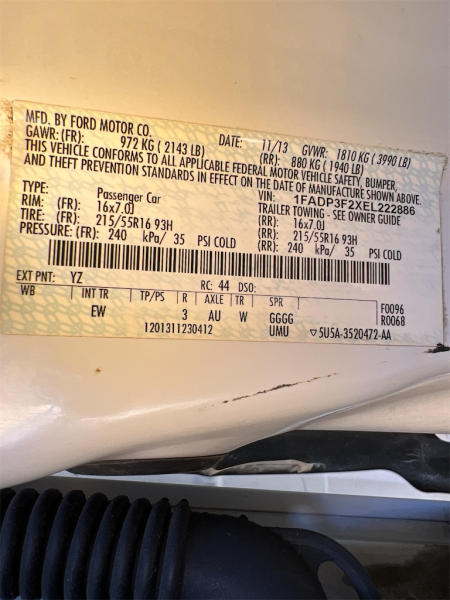 MFD. BY FORD MOTOR CO. DATE: 11/13 GVWR: 1810 KG ( 3990 LB)
GAWR:(FR): 972 KG ( 2143 LB) (RR): 880 KG ( 1940 LB)
THIS VEHICLE CONFORMS TO ALL APPLICABLE FEDERAL MOTOR VEHICLE SAFETY, BUMPER,
AND THEFT PREVENTION STANDARDS IN EFFECT ON THE DATE OF MANUFACTURE SHOWN ABOVE.
VIN: 1FADP3F2XEL222886
TYPE: Passenger Car TRAILER TOWING - SEE OWNER GUIDE
RIM: (FR): 16x7.0J (RR): 16x7.0J
TIRE: (FR): 215/55R16 93H (RR): 215/55R16 93H
PRESSURE: (FR): 240 kPa/ 35 PSI COLD (RR): 240 kPa/ 35 PSI COLD
EXT PNT: YZ RC: 44 DSO:
WB INT TR TP/PS R AXLE TR SPR F0096
EW 3 AU W GGGG R0068
1201311230412 UMU ▽5U5A-3520472-AA